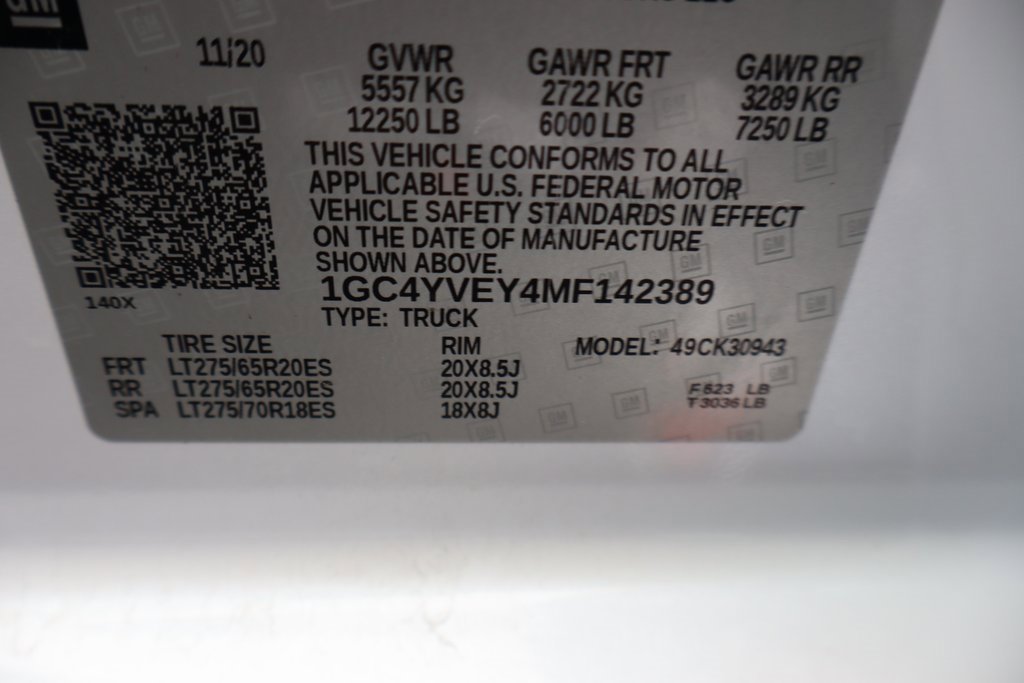 GM
11/20 GVWR GAWR FRT GAWR RR
5557 KG 2722 KG 3289 KG
12250 LB 6000 LB 7250 LB
THIS VEHICLE CONFORMS TO ALL
APPLICABLE U.S. FEDERAL MOTOR
VEHICLE SAFETY STANDARDS IN EFFECT
ON THE DATE OF MANUFACTURE
SHOWN ABOVE.
140X
1GC4YVEY4MF142389
TYPE: TRUCK
TIRE SIZE RIM MODEL: 49CK30943
FRT LT275/65R20ES 20X8.5J
RR LT275/65R20ES 20X8.5J F 623 LB
SPA LT275/70R18ES 18X8J T 3036 LB